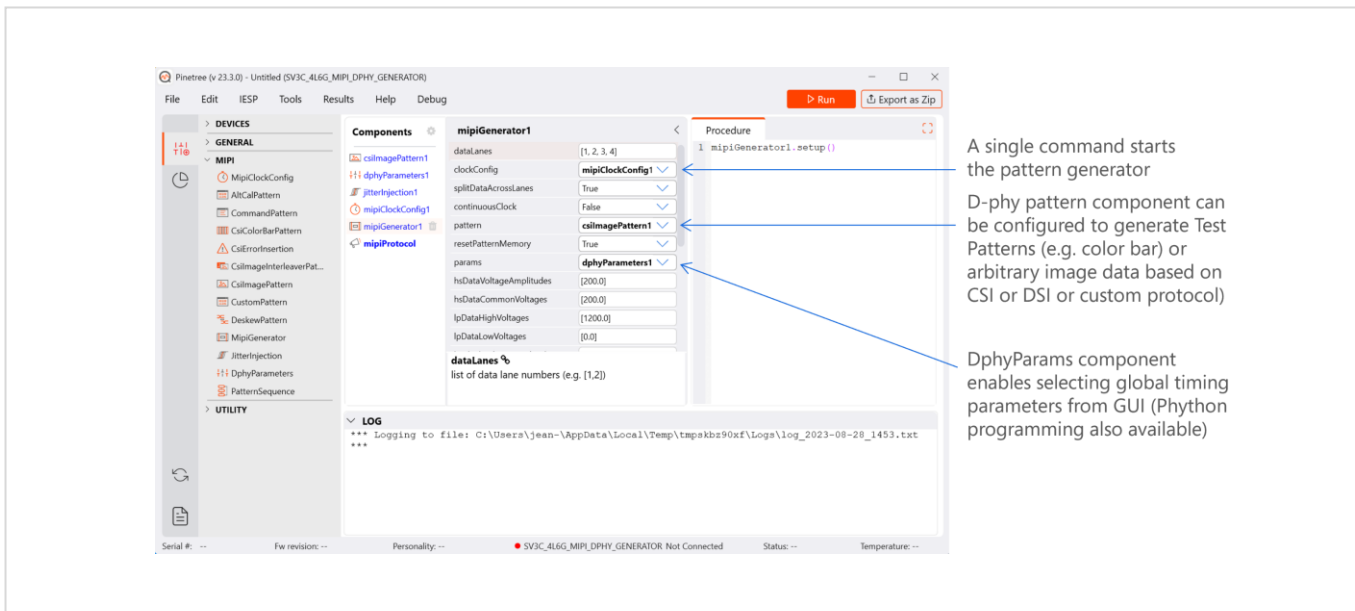 Pinetree (v 23.3.0) - Untitled (SV3C_4L6G_MIPI_DPHY_GENERATOR)
File Edit IESP Tools Results Help Debug
Run
Export as Zip
DEVICES
GENERAL
MIPI
MipiClockConfig
AltCalPattern
CommandPattern
CsiColorBarPattern
CsiErrorInsertion
CsiImageInterleaverPat...
CsiImagePattern
CustomPattern
DeskewPattern
MipiGenerator
JitterInjection
DphyParameters
PatternSequence
UTILITY
Components
csiImagePattern1
dphyParameters1
jitterInjection1
mipiClockConfig1
mipiGenerator1
mipiProtocol
mipiGenerator1
dataLanes [1, 2, 3, 4]
clockConfig mipiClockConfig1
splitDataAcrossLanes True
continuousClock False
pattern csiImagePattern1
resetPatternMemory True
params dphyParameters1
hsDataVoltageAmplitudes [200.0]
hsDataCommonVoltages [200.0]
lpDataHighVoltages [1200.0]
lpDataLowVoltages [0.0]
dataLanes
list of data lane numbers (e.g. [1,2])
Procedure
1 mipiGenerator1.setup()
LOG
*** Logging to file: C:\Users\jean-\AppData\Local\Temp\tmpskbz90xf\Logs\log_2023-08-28_1453.txt
***
Serial #: -- Fw revision: -- Personality: -- SV3C_4L6G_MIPI_DPHY_GENERATOR Not Connected Status: -- Temperature: --
A single command starts
the pattern generator
D-phy pattern component can
be configured to generate Test
Patterns (e.g. color bar) or
arbitrary image data based on
CSI or DSI or custom protocol)
DphyParams component
enables selecting global timing
parameters from GUI (Phython
programming also available)